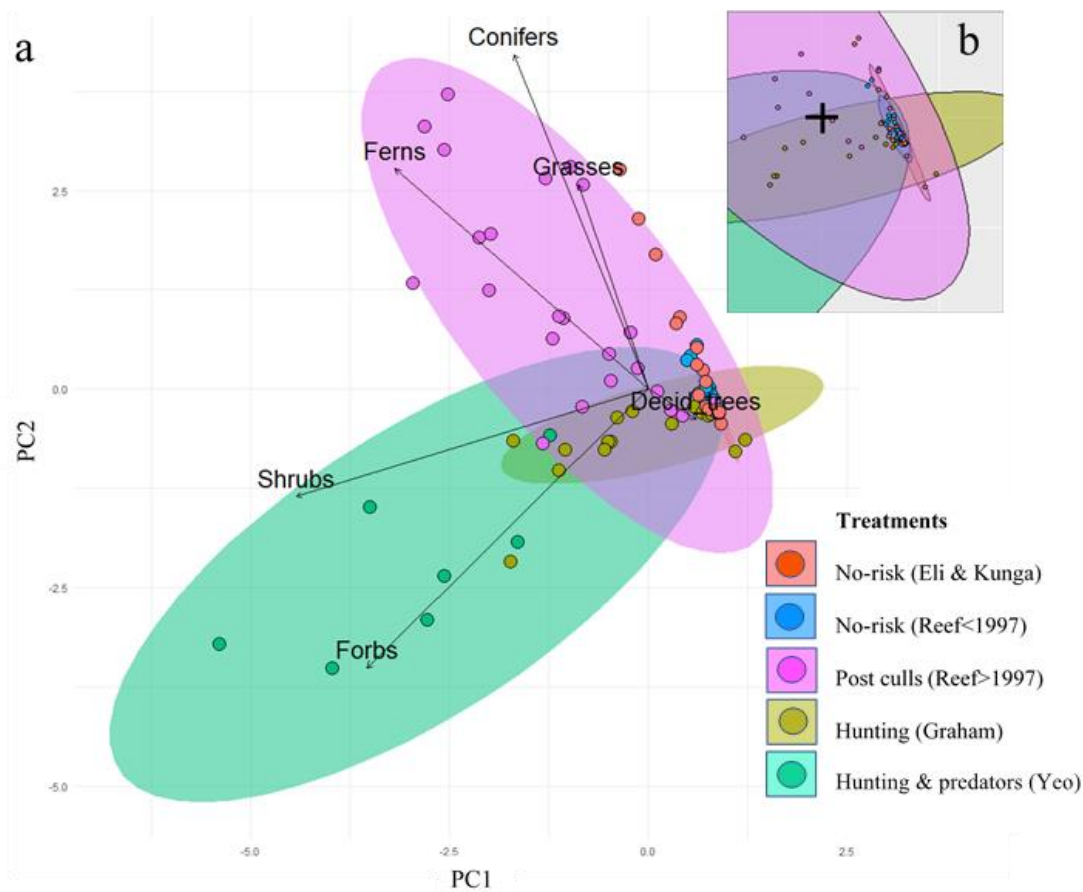 a
b
Conifers
Ferns
Grasses
Decid_trees
Shrubs
Forbs
2.5
0.0
-2.5
-5.0
PC2
-5.0
-2.5
0.0
2.5
PC1
Treatments
No-risk (Eli & Kunga)
No-risk (Reef<1997)
Post culls (Reef>1997)
Hunting (Graham)
Hunting & predators (Yeo)